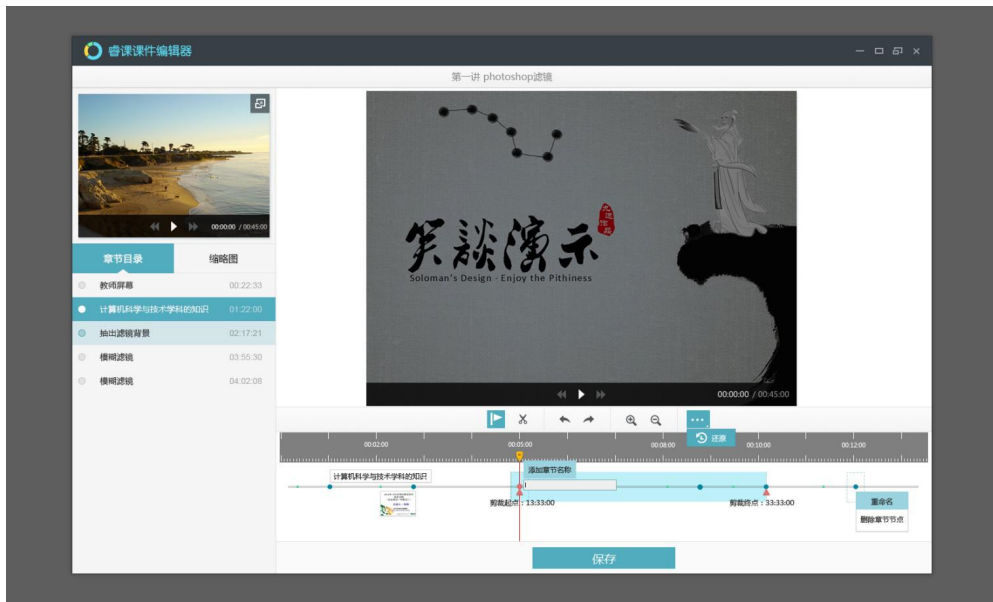 睿课课件编辑器
第一讲 photoshop滤镜
00:00:00 / 00:45:00
章节目录 缩略图
教师屏幕 00:22:33
计算机科学与技术学科的知识 01:22:00
抽出滤镜背景 02:17:21
模糊滤镜 03:55:30
模糊滤镜 04:02:08
笑談演示
Soloman's Design - Enjoy the Pithiness
00:00:00 / 00:45:00
还原
00:02:00 00:05:00 00:08:00 00:10:00 00:12:00
添加章节名称
计算机科学与技术学科的知识
剪裁起点：13:33:00 剪裁终点：33:33:00
重命名
删除章节节点
保存